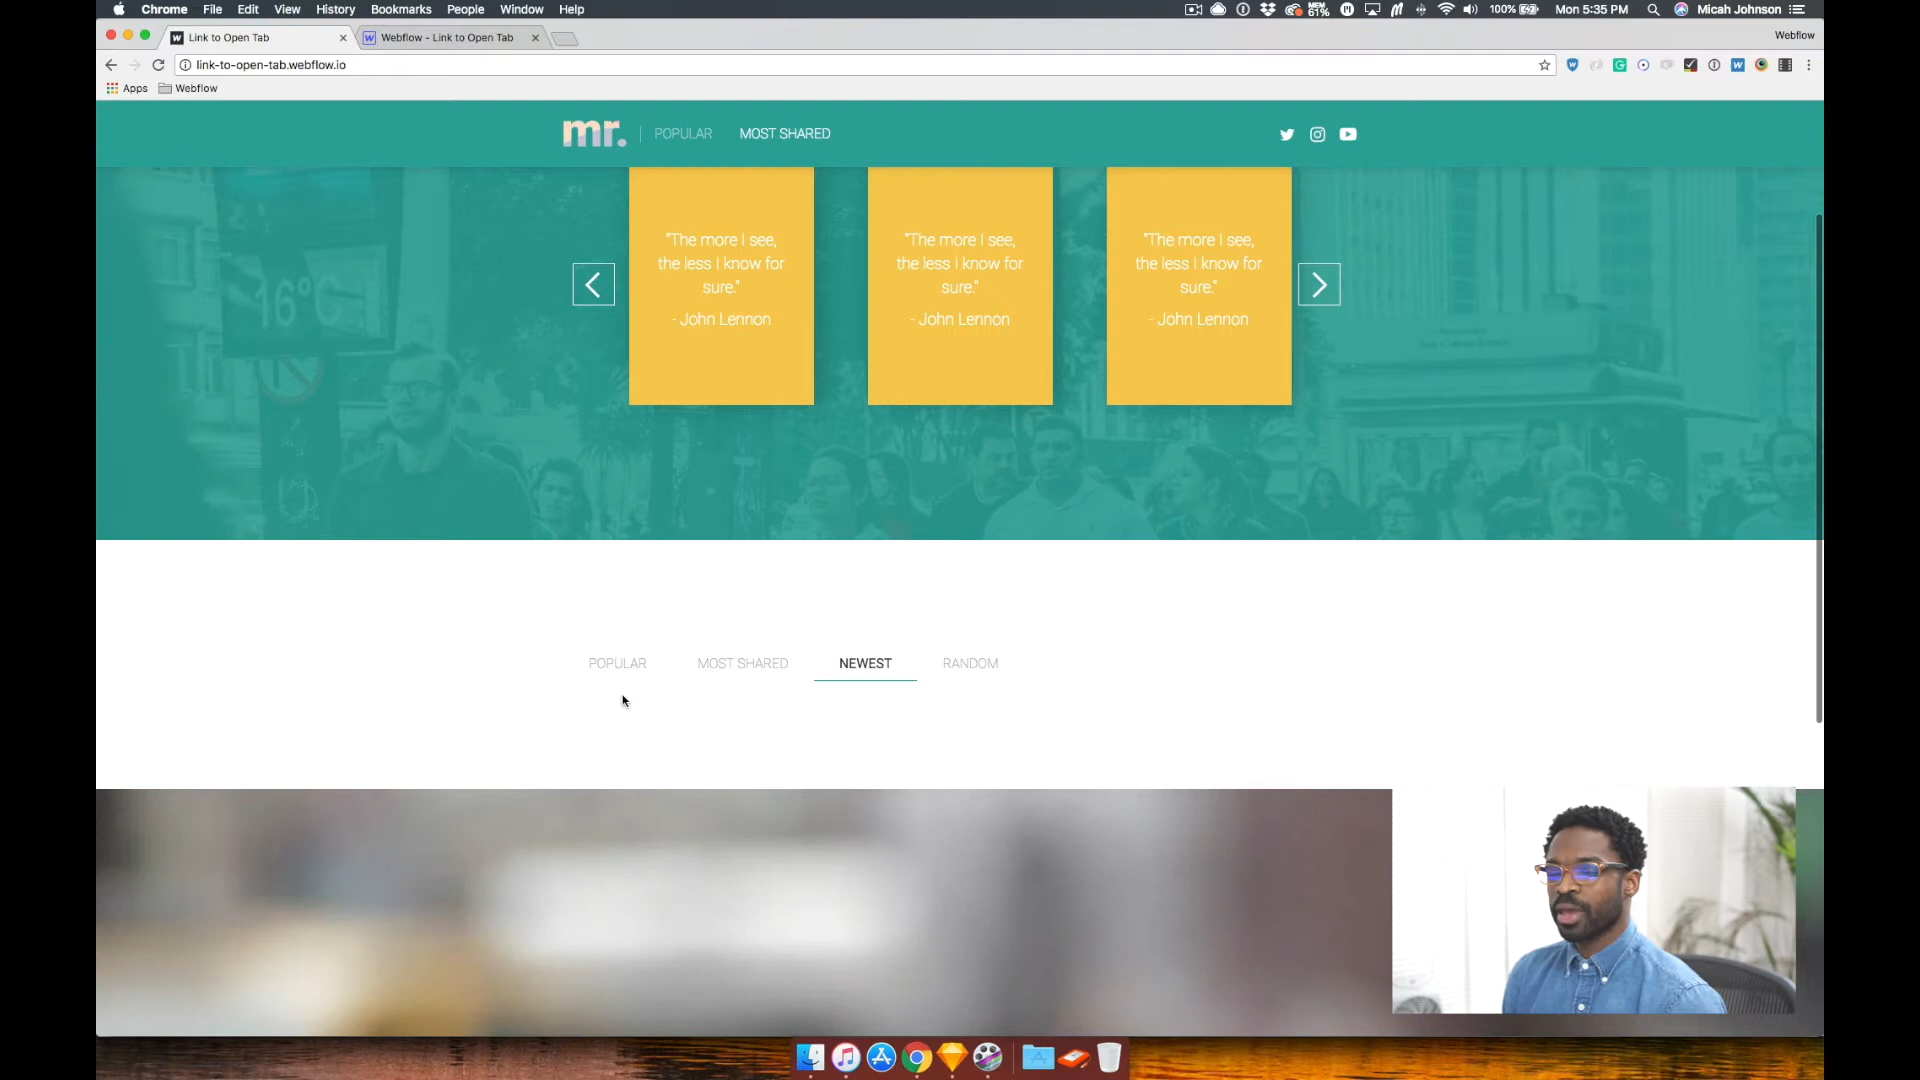 Chrome File Edit View History Bookmarks People Window Help
MEM 61% 100% Mon 5:35 PM Micah Johnson
Link to Open Tab Webflow - Link to Open Tab Webflow
link-to-open-tab.webflow.io
Apps Webflow
mr. POPULAR MOST SHARED
16°C
"The more I see,
the less I know for
sure."
- John Lennon
"The more I see,
the less I know for
sure."
- John Lennon
"The more I see,
the less I know for
sure."
- John Lennon
POPULAR MOST SHARED NEWEST RANDOM